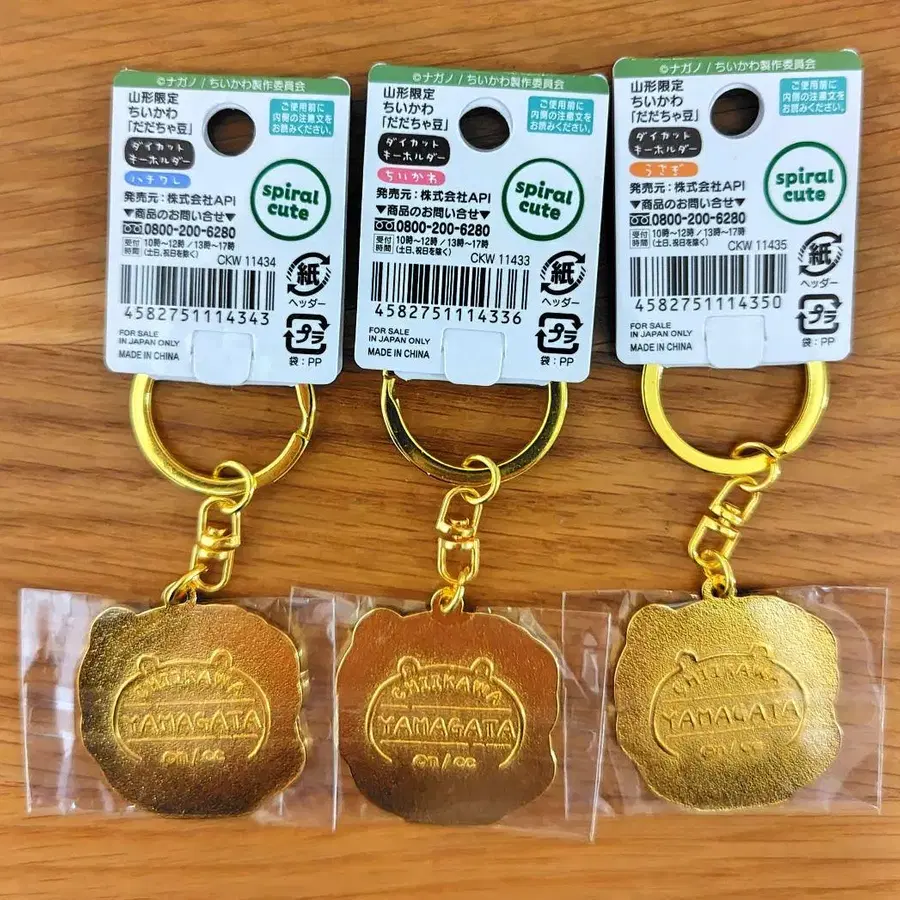 ©ナガノ / ちいかわ製作委員会
山形限定
ちいかわ
「だだちゃ豆」
ご使用前に
内側の注意文を
お読みください。
ダイカット
キーホルダー
ハチワレ
spiral
cute
発売元:株式会社API
▼商品のお問い合せ▼
0800-200-6280
受付
時間
10時〜12時/13時〜17時
(土日、祝日を除く)
CKW 11434
4582751114343
紙
ヘッダー
FOR SALE
IN JAPAN ONLY
MADE IN CHINA
プラ
袋:PP
CHIIKAWA
YAMAGATA
©n/cc
©ナガノ / ちいかわ製作委員会
山形限定
ちいかわ
「だだちゃ豆」
ご使用前に
内側の注意文を
お読みください。
ダイカット
キーホルダー
ちいかわ
spiral
cute
発売元:株式会社API
▼商品のお問い合せ▼
0800-200-6280
受付
時間
10時〜12時/13時〜17時
(土日、祝日を除く)
CKW 11433
4582751114336
紙
ヘッダー
FOR SALE
IN JAPAN ONLY
MADE IN CHINA
プラ
袋:PP
CHIIKAWA
YAMAGATA
©n/cc
©ナガノ / ちいかわ製作委員会
山形限定
ちいかわ
「だだちゃ豆」
ご使用前に
内側の注意文を
お読みください。
ダイカット
キーホルダー
うさぎ
spiral
cute
発売元:株式会社API
▼商品のお問い合せ▼
0800-200-6280
受付
時間
10時〜12時/13時〜17時
(土日、祝日を除く)
CKW 11435
4582751114350
紙
ヘッダー
FOR SALE
IN JAPAN ONLY
MADE IN CHINA
プラ
袋:PP
CHIIKAWA
YAMAGATA
©n/cc